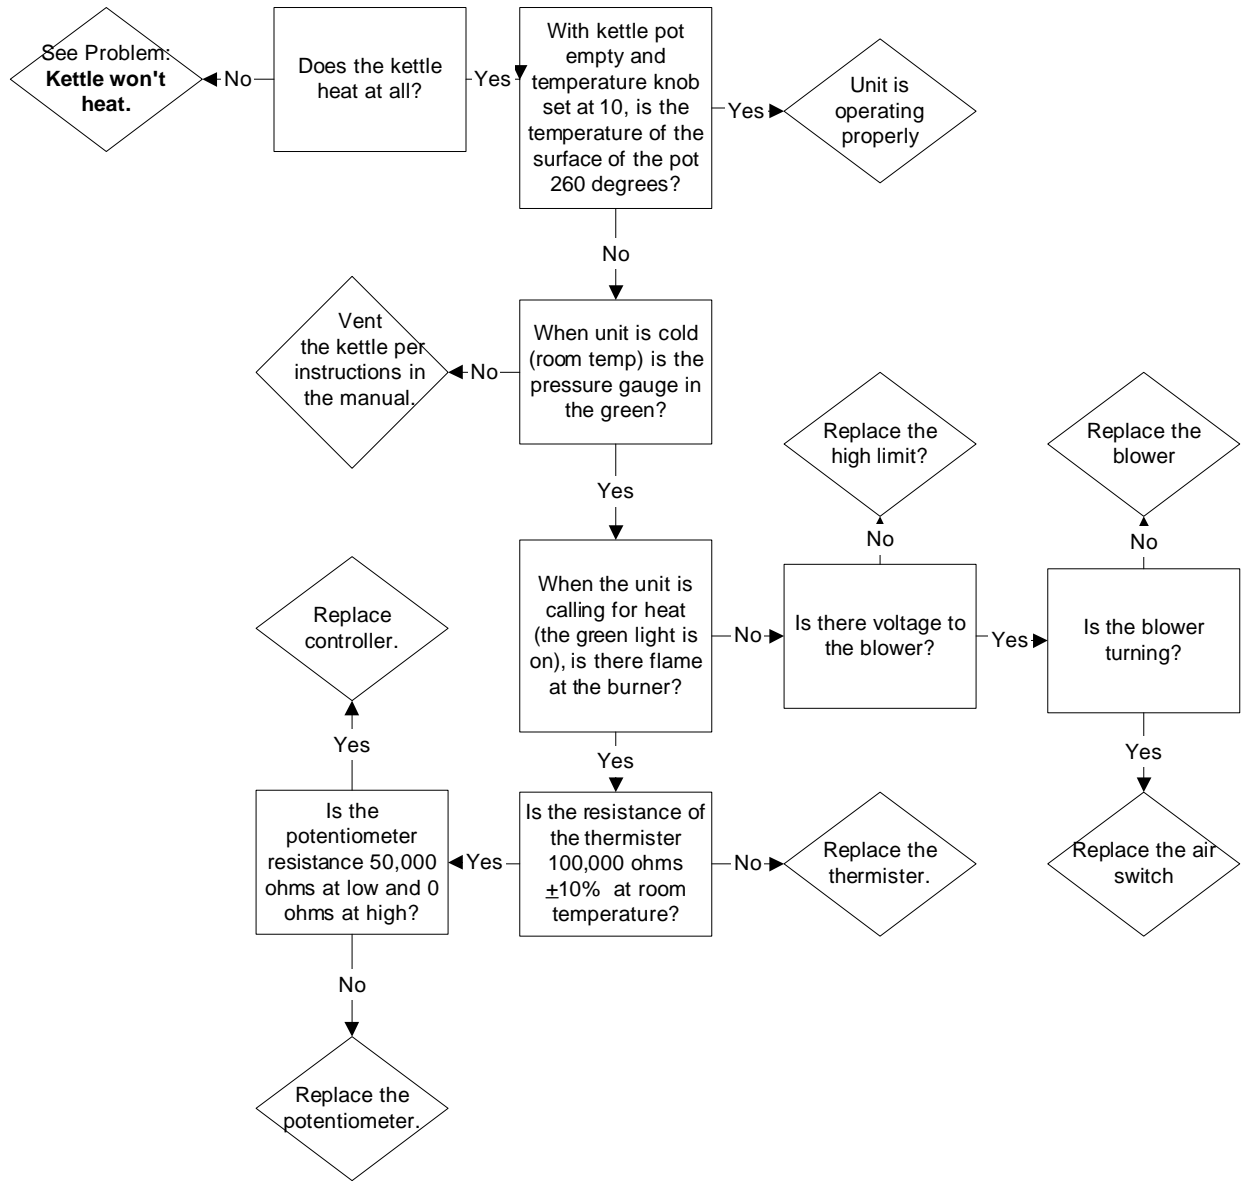 See Problem:
Kettle won't
heat.
No
Does the kettle
heat at all?
Yes
With kettle pot
empty and
temperature knob
set at 10, is the
temperature of the
surface of the pot
260 degrees?
Yes
Unit is
operating
properly
No
Vent
the kettle per
instructions in
the manual.
No
When unit is cold
(room temp) is the
pressure gauge in
the green?
Yes
Replace the
high limit?
No
Replace the
blower
No
Replace
controller.
Yes
When the unit is
calling for heat
(the green light is
on), is there flame
at the burner?
No
Is there voltage to
the blower?
Yes
Is the blower
turning?
Yes
Replace the air
switch
Yes
Is the
potentiometer
resistance 50,000
ohms at low and 0
ohms at high?
Yes
Is the resistance of
the thermister
100,000 ohms
±10% at room
temperature?
No
Replace the
thermister.
No
Replace the
potentiometer.